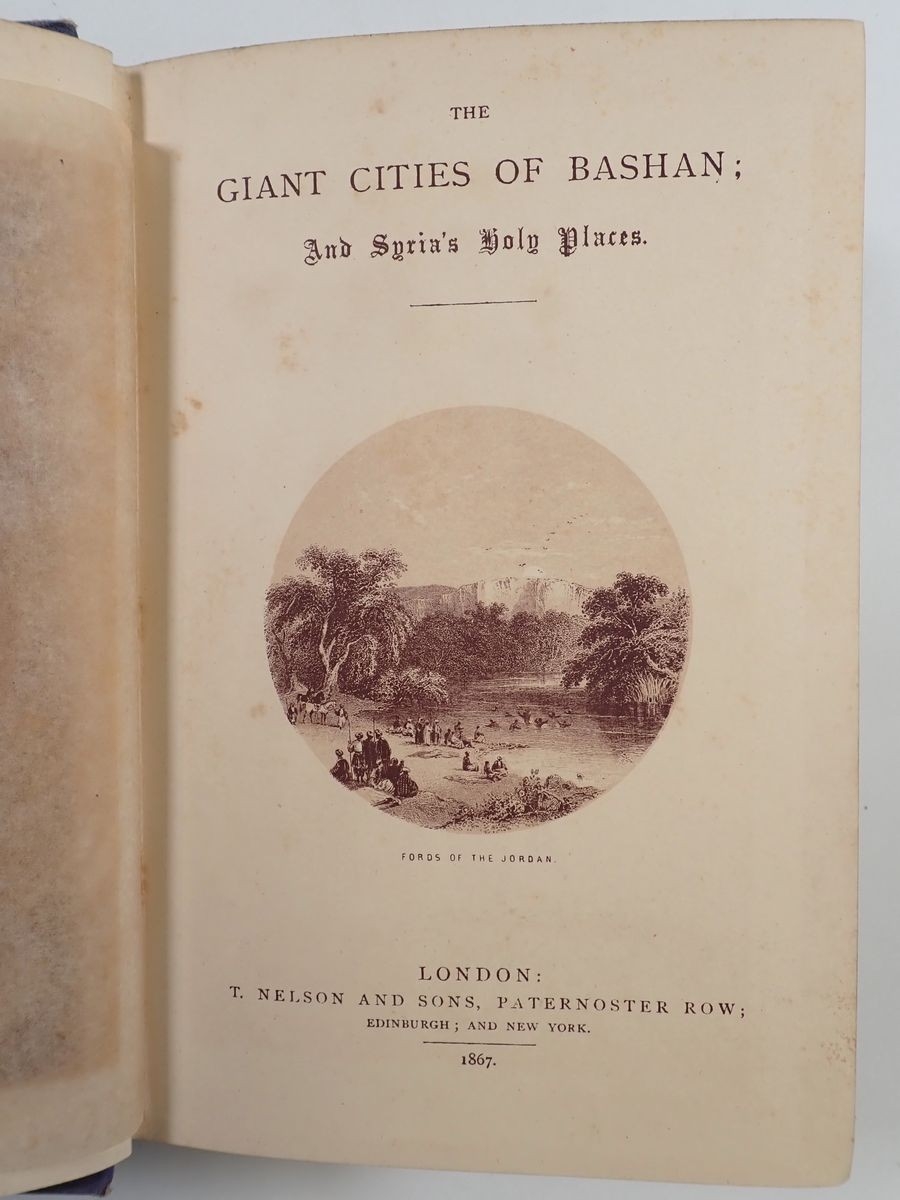 THE
GIANT CITIES OF BASHAN;
And Syria's Holy Places.
FORDS OF THE JORDAN.
LONDON:
T. NELSON AND SONS, PATERNOSTER ROW;
EDINBURGH; AND NEW YORK.
1867.